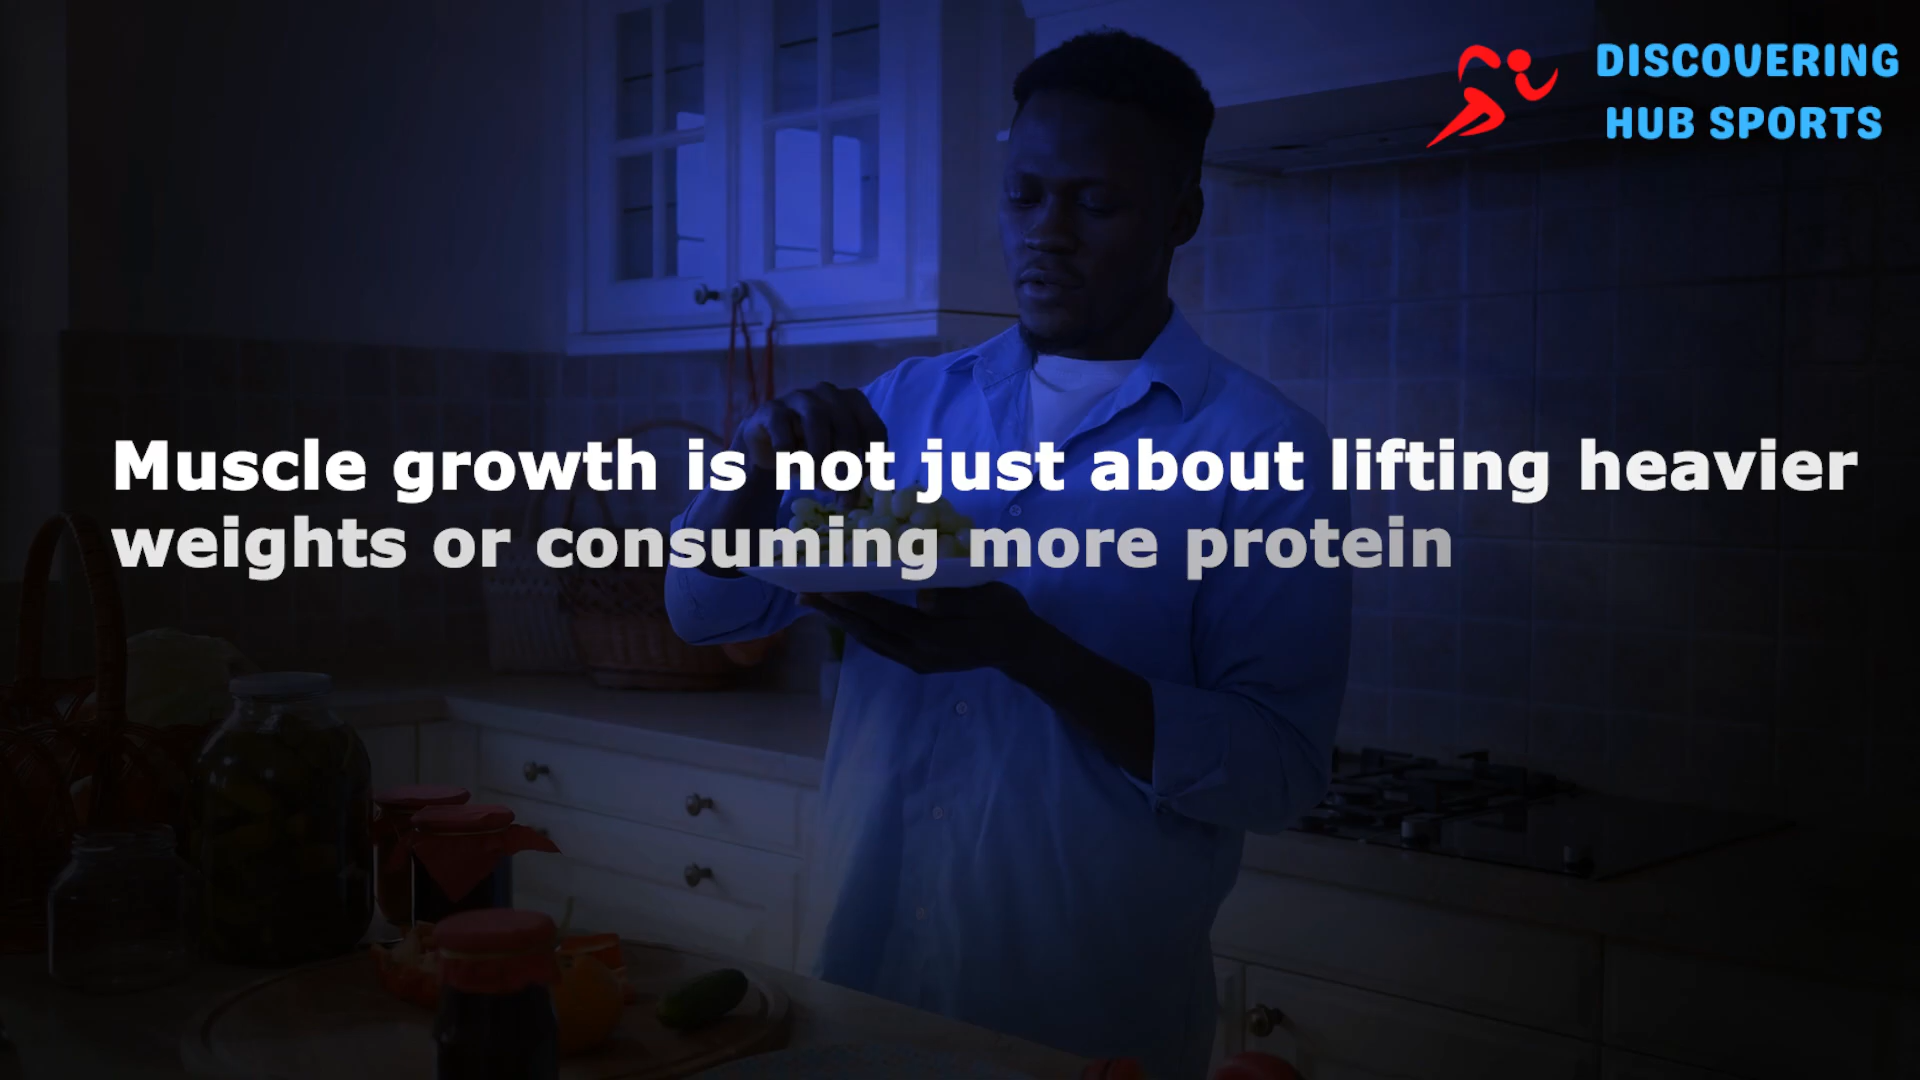 DISCOVERING
HUB SPORTS
Muscle growth is not just about lifting heavier
weights or consuming more protein